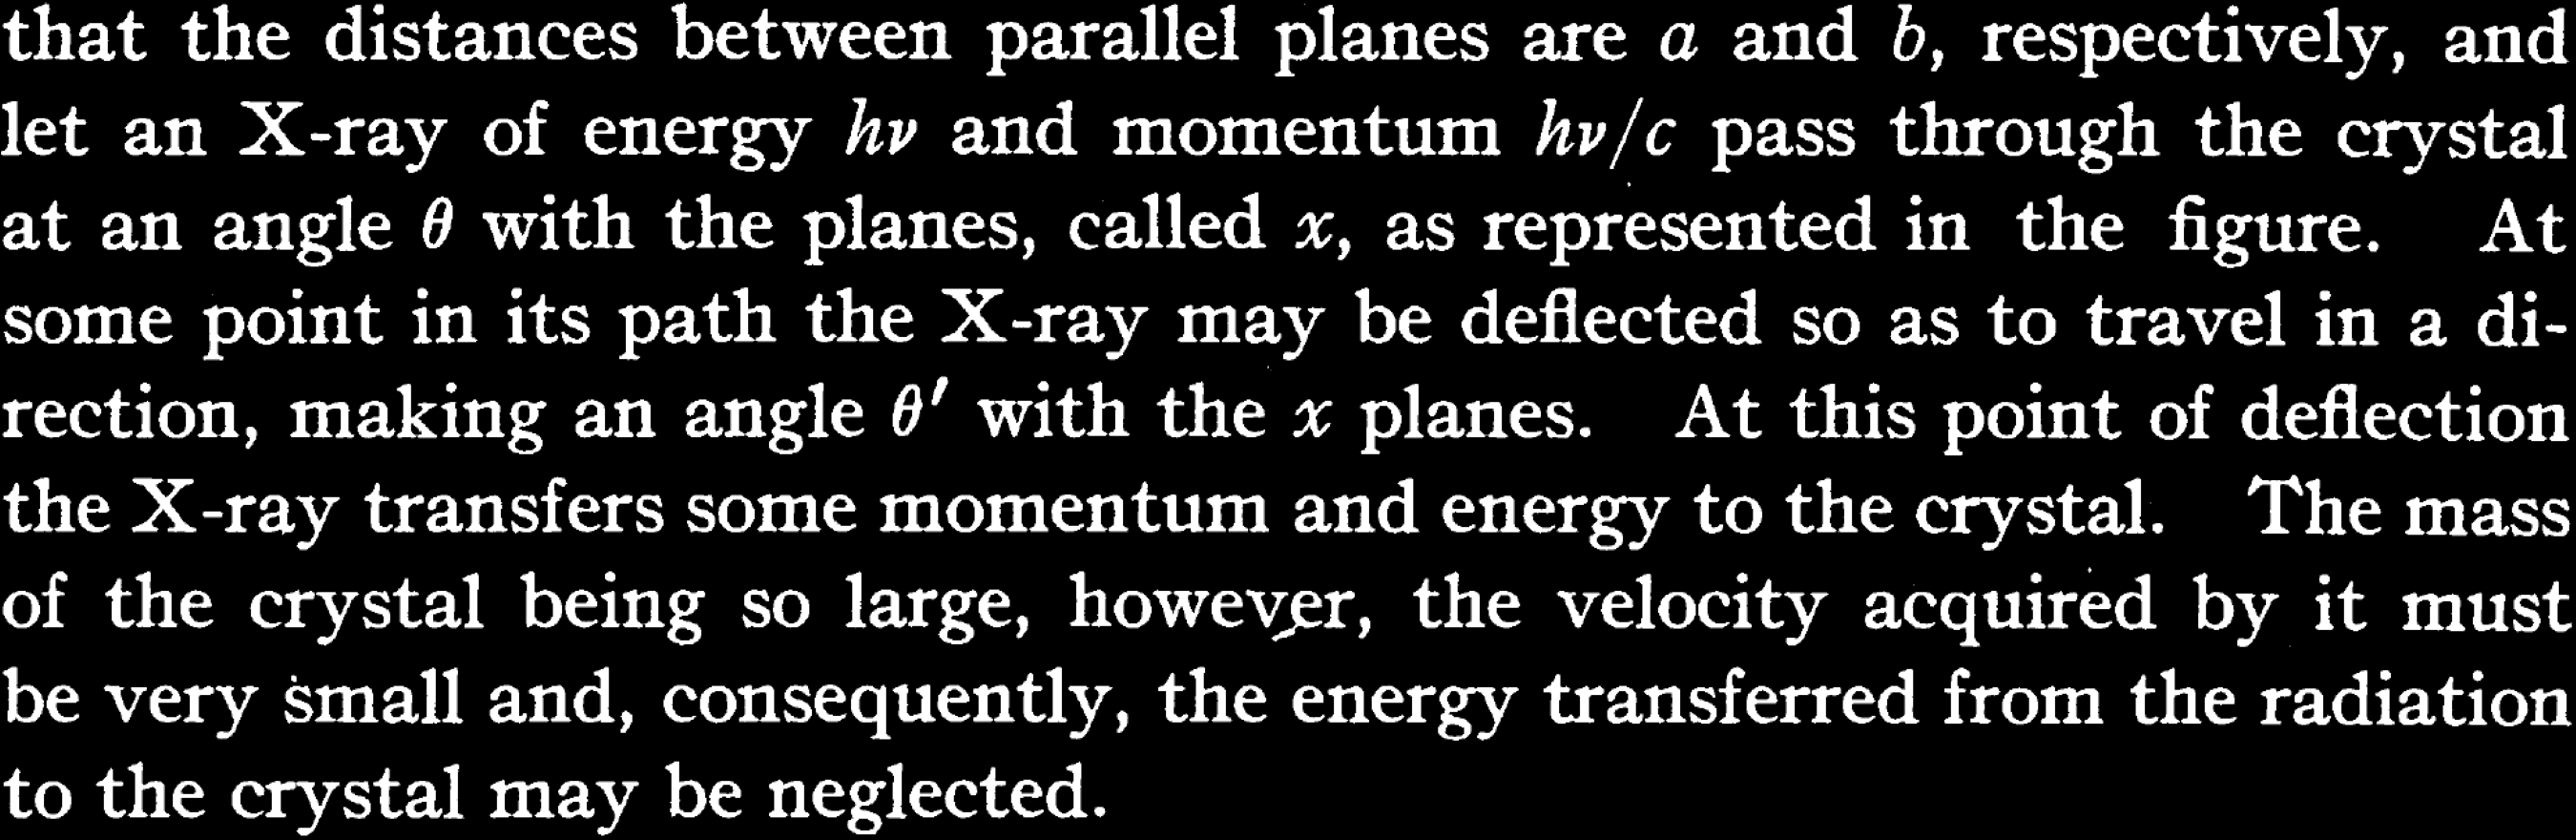 that the distances between parallel planes are a and b, respectively, and
let an X-ray of energy hν and momentum hν/c pass through the crystal
at an angle θ with the planes, called x, as represented in the figure. At
some point in its path the X-ray may be deflected so as to travel in a di-
rection, making an angle θ′ with the x planes. At this point of deflection
the X-ray transfers some momentum and energy to the crystal. The mass
of the crystal being so large, however, the velocity acquired by it must
be very small and, consequently, the energy transferred from the radiation
to the crystal may be neglected.